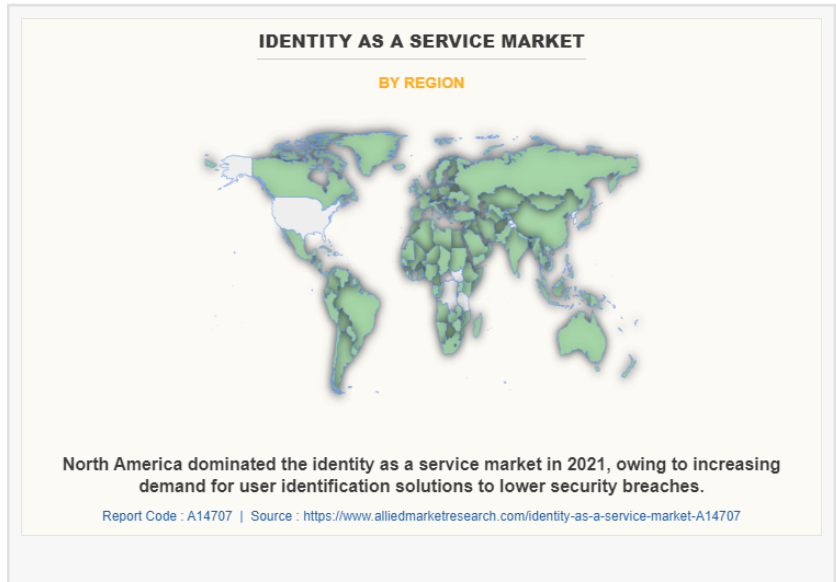 IDENTITY AS A SERVICE MARKET
BY REGION
North America dominated the identity as a service market in 2021, owing to increasing
demand for user identification solutions to lower security breaches.
Report Code : A14707 | Source : https://www.alliedmarketresearch.com/identity-as-a-service-market-A14707